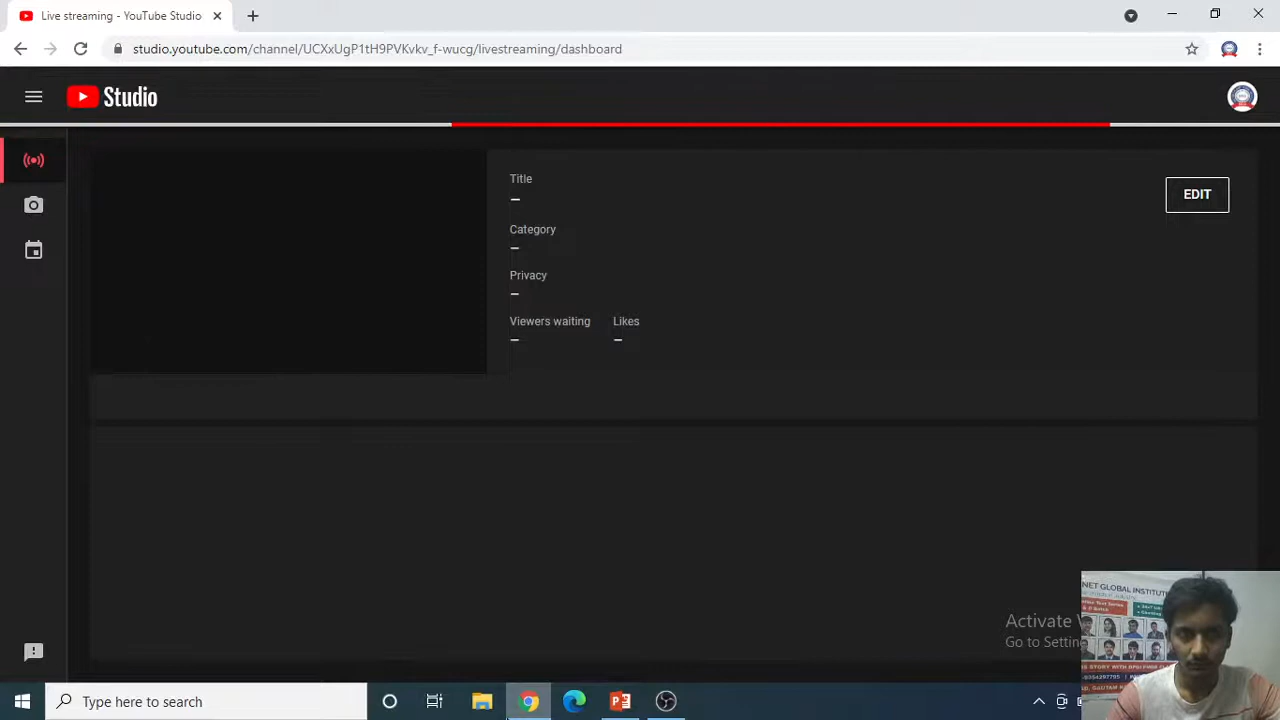 Live streaming - YouTube Studio
studio.youtube.com/channel/UCXxUgP1tH9PVKvkv_f-wucg/livestreaming/dashboard
Studio
Title
–
EDIT
Category
–
Privacy
–
Viewers waiting
Likes
–
–
Activate
Go to Settin
NET GLOBAL INSTITU
Type here to search